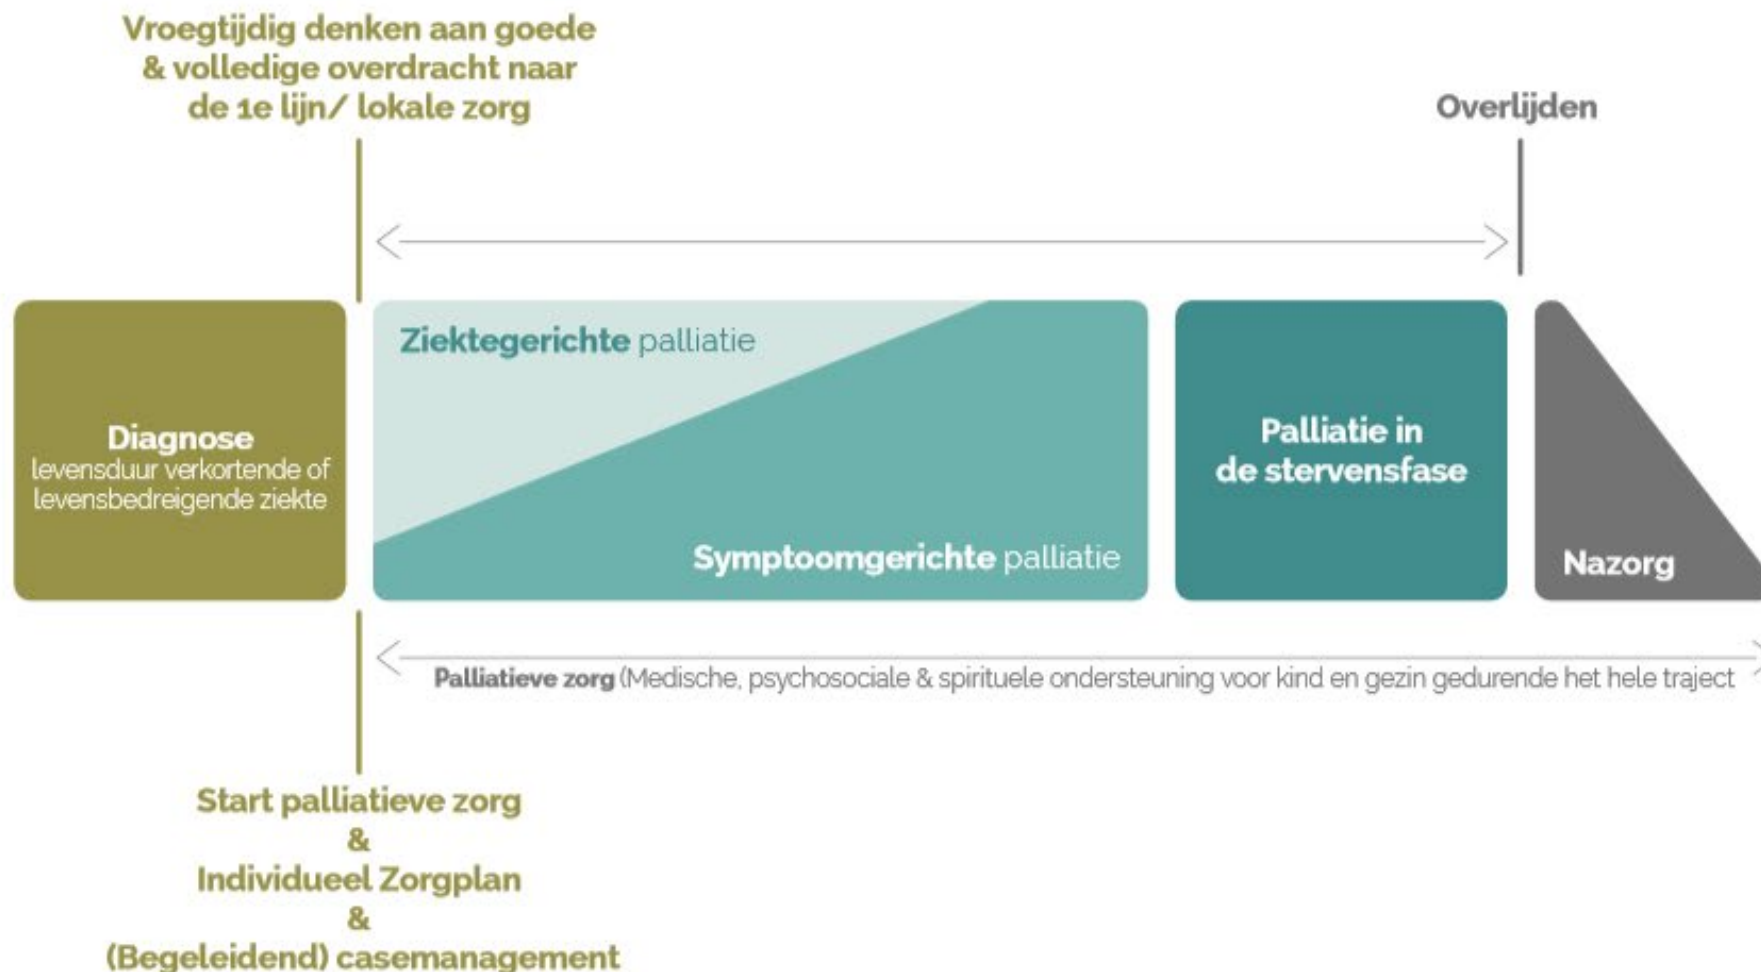 Vroegtijdig denken aan goede
& volledige overdracht naar
de 1e lijn/ lokale zorg
Overlijden
Ziektegerichte palliatie
Diagnose
levensduur verkortende of
levensbedreigende ziekte
Palliatie in
de stervensfase
Symptoomgerichte palliatie
Nazorg
Palliatieve zorg (Medische, psychosociale & spirituele ondersteuning voor kind en gezin gedurende het hele traject
Start palliatieve zorg
&
Individueel Zorgplan
&
(Begeleidend) casemanagement